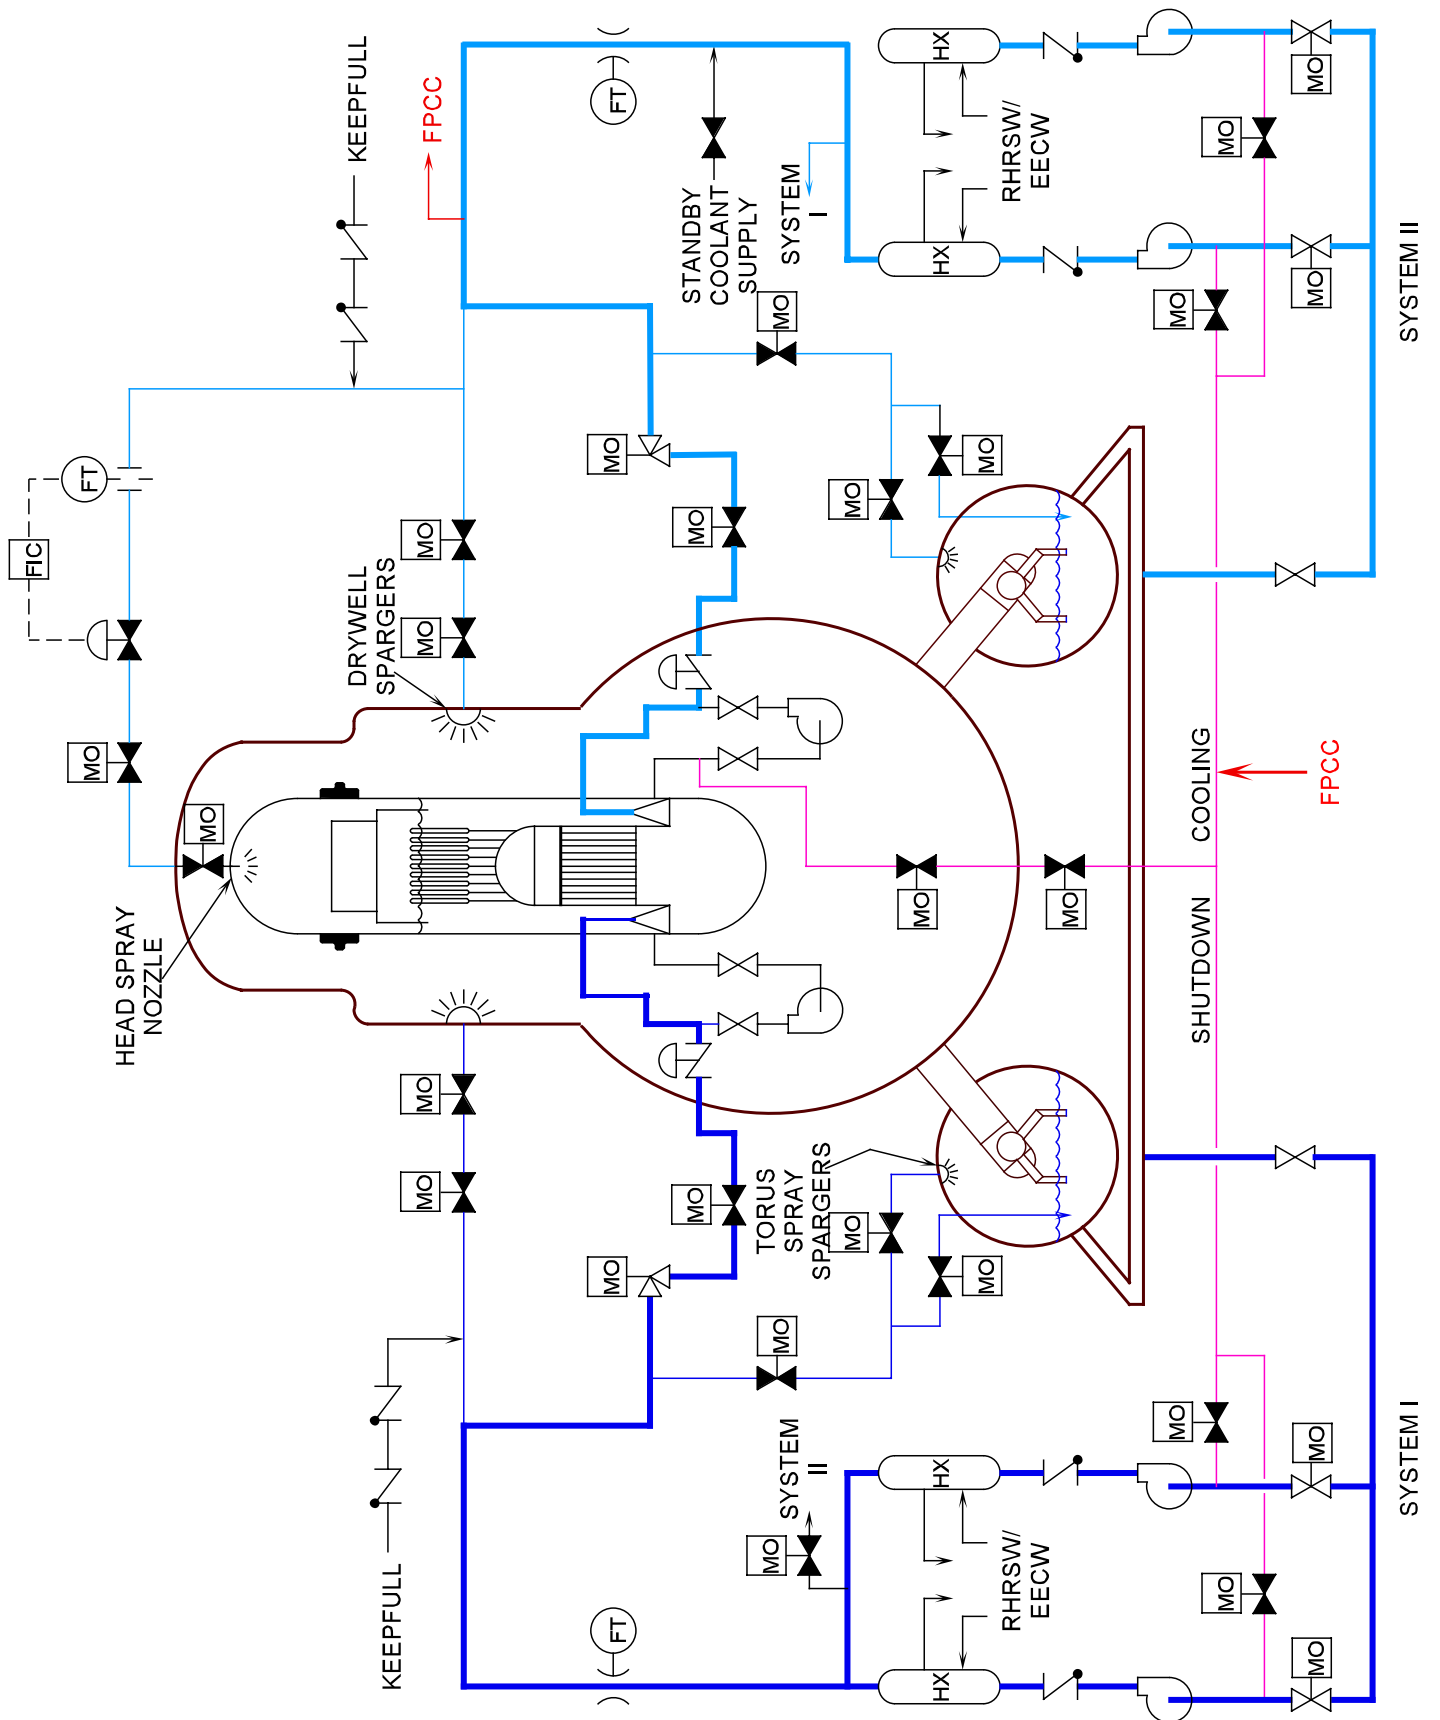 FIC
MO
FT
HEAD SPRAY
NOZZLE
MO
KEEPFULL
DRYWELL
SPARGERS
KEEPFULL
MO
MO
MO
MO
FPCC
FT
MO
MO
FT
MO
MO
STANDBY
COOLANT
SUPPLY
MO
SYSTEM
II
MO
TORUS
SPRAY
SPARGERS
MO
SYSTEM
I
MO
MO
HX
HX
MO
HX
HX
MO
MO
RHRSW/
EECW
RHRSW/
EECW
MO
MO
MO
SHUTDOWN COOLING
MO
MO
MO
MO
MO
MO
FPCC
SYSTEM I
SYSTEM II